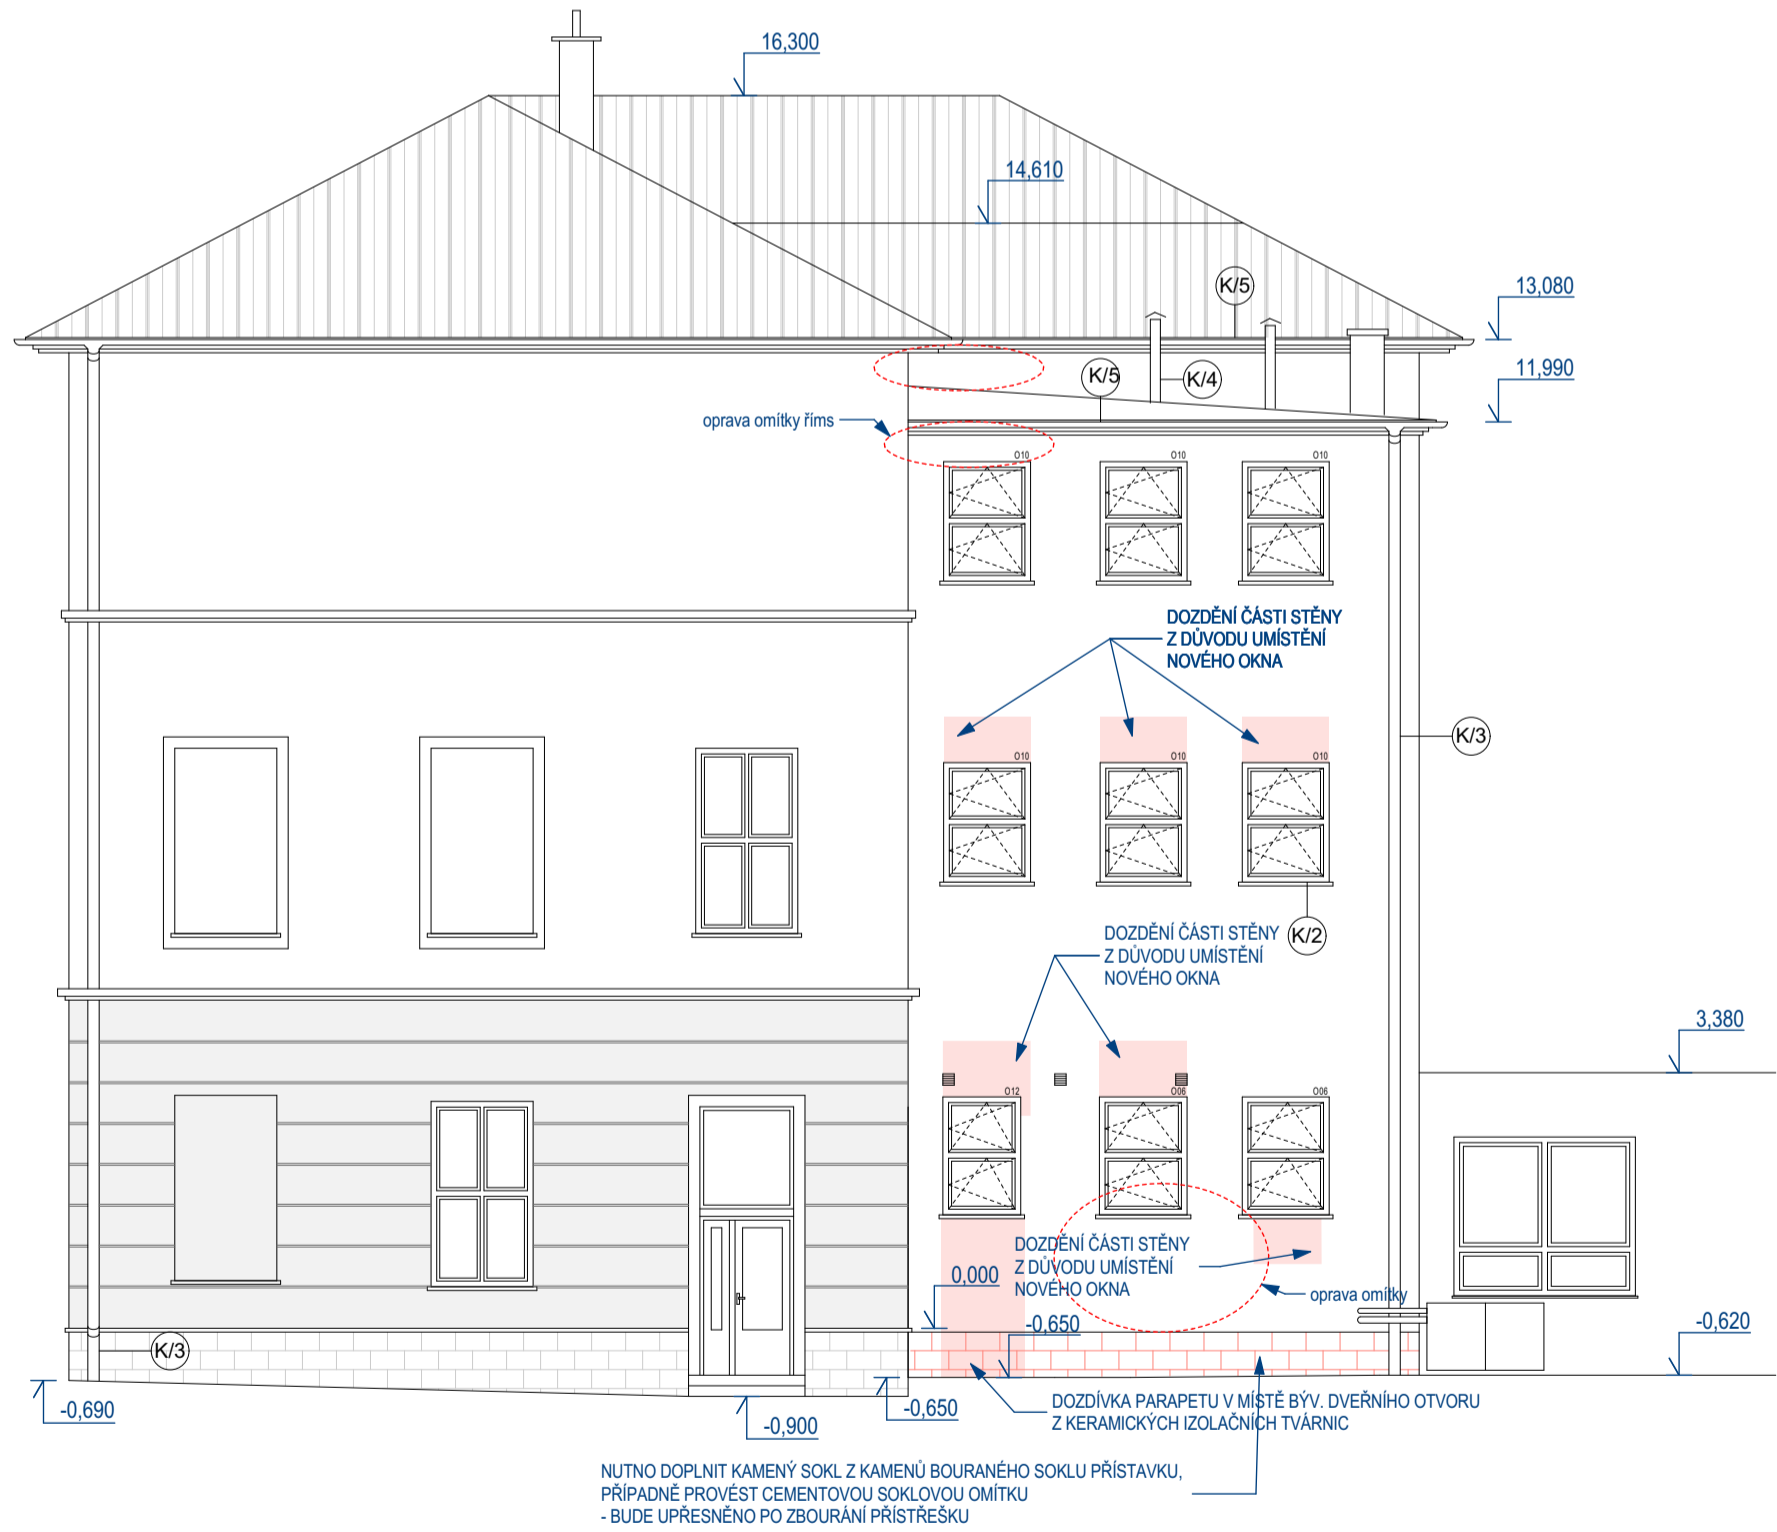 16,300
14,610
K/5
13,080
K/5
K/4
11,990
oprava omítky říms
O10
O10
O10
DOZDĚNÍ ČÁSTI STĚNY
Z DŮVODU UMÍSTĚNÍ
NOVÉHO OKNA
K/3
O10
O10
O10
DOZDĚNÍ ČÁSTI STĚNY
Z DŮVODU UMÍSTĚNÍ
NOVÉHO OKNA
K/2
3,380
O12
O06
O06
DOZDĚNÍ ČÁSTI STĚNY
Z DŮVODU UMÍSTĚNÍ
NOVÉHO OKNA
0,000
oprava omítky
-0,650
-0,620
K/3
-0,690
-0,650
-0,900
DOZDÍVKA PARAPETU V MÍSTĚ BÝV. DVEŘNÍHO OTVORU
Z KERAMICKÝCH IZOLAČNÍCH TVÁRNIC
NUTNO DOPLNIT KAMENÝ SOKL Z KAMENŮ BOURANÉHO SOKLU PŘÍSTAVKU,
PŘÍPADNĚ PROVÉST CEMENTOVOU SOKLOVOU OMÍTKU
- BUDE UPŘESNĚNO PO ZBOURÁNÍ PŘÍSTŘEŠKU